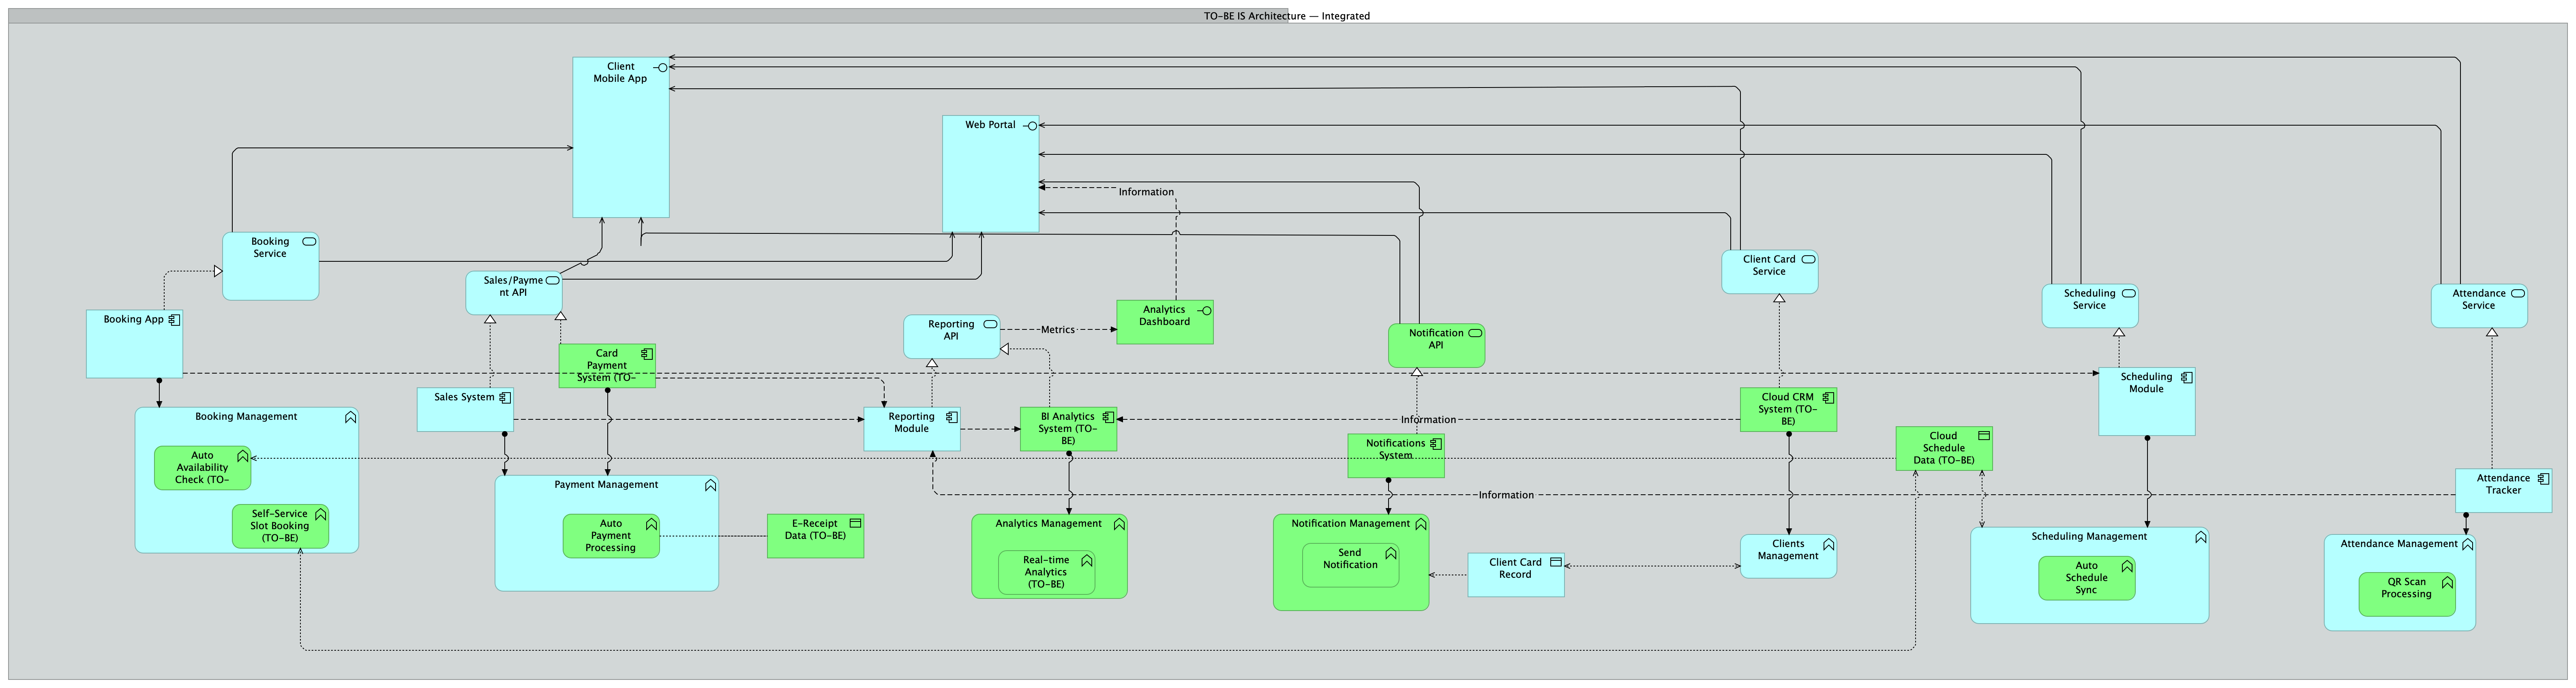 TO-BE IS Architecture — Integrated
Client
Mobile App
Web Portal
Information
Booking
Service
Sales/Payme
nt API
Client Card
Service
Scheduling
Service
Attendance
Service
Booking App
Analytics
Dashboard
Reporting
API
Metrics
Notification
API
Card
Payment
System (TO-
Scheduling
Module
Sales System
Reporting
Module
BI Analytics
System (TO-
BE)
Information
Cloud CRM
System (TO-
BE)
Notifications
System
Cloud
Schedule
Data (TO-BE)
Attendance
Tracker
Information
Booking Management
Auto
Availability
Check (TO-
Self-Service
Slot Booking
(TO-BE)
Payment Management
Auto
Payment
Processing
E-Receipt
Data (TO-BE)
Analytics Management
Real-time
Analytics
(TO-BE)
Notification Management
Send
Notification
Client Card
Record
Clients
Management
Scheduling Management
Auto
Schedule
Sync
Attendance Management
QR Scan
Processing